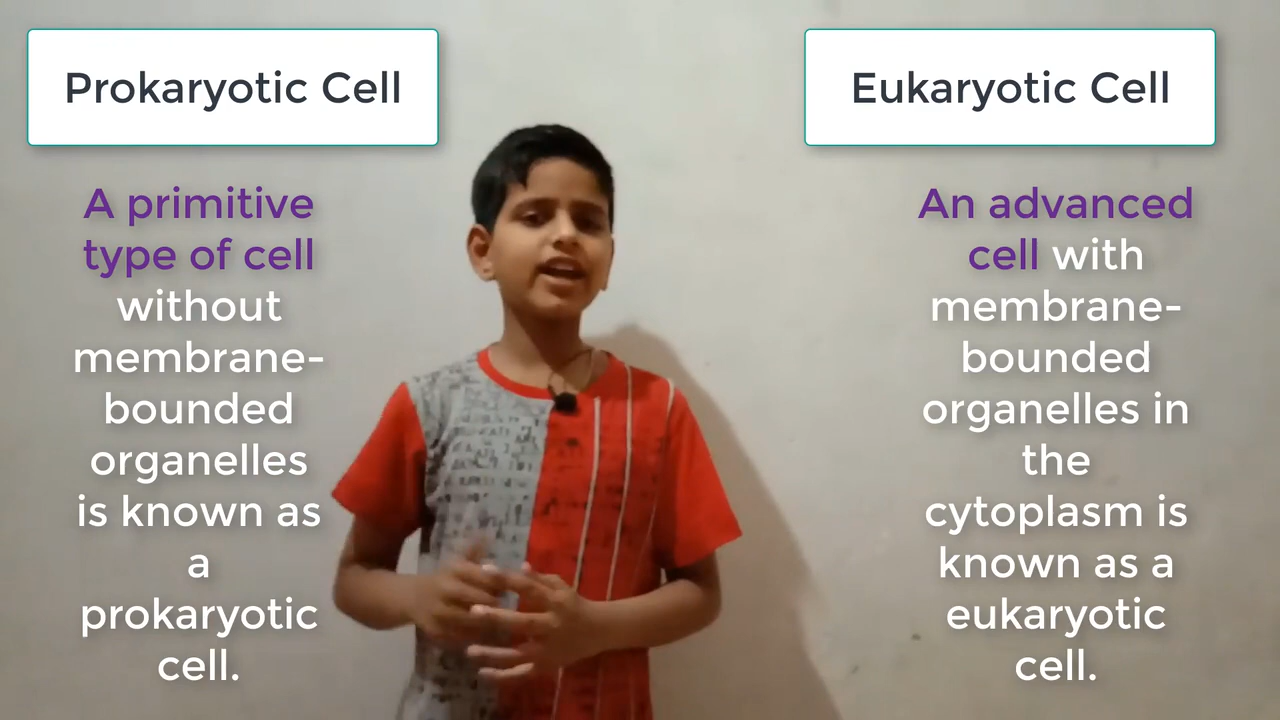 Prokaryotic Cell
A primitive
type of cell
without
membrane-
bounded
organelles
is known as
a
prokaryotic
cell.
Eukaryotic Cell
An advanced
cell with
membrane-
bounded
organelles in
the
cytoplasm is
known as a
eukaryotic
cell.